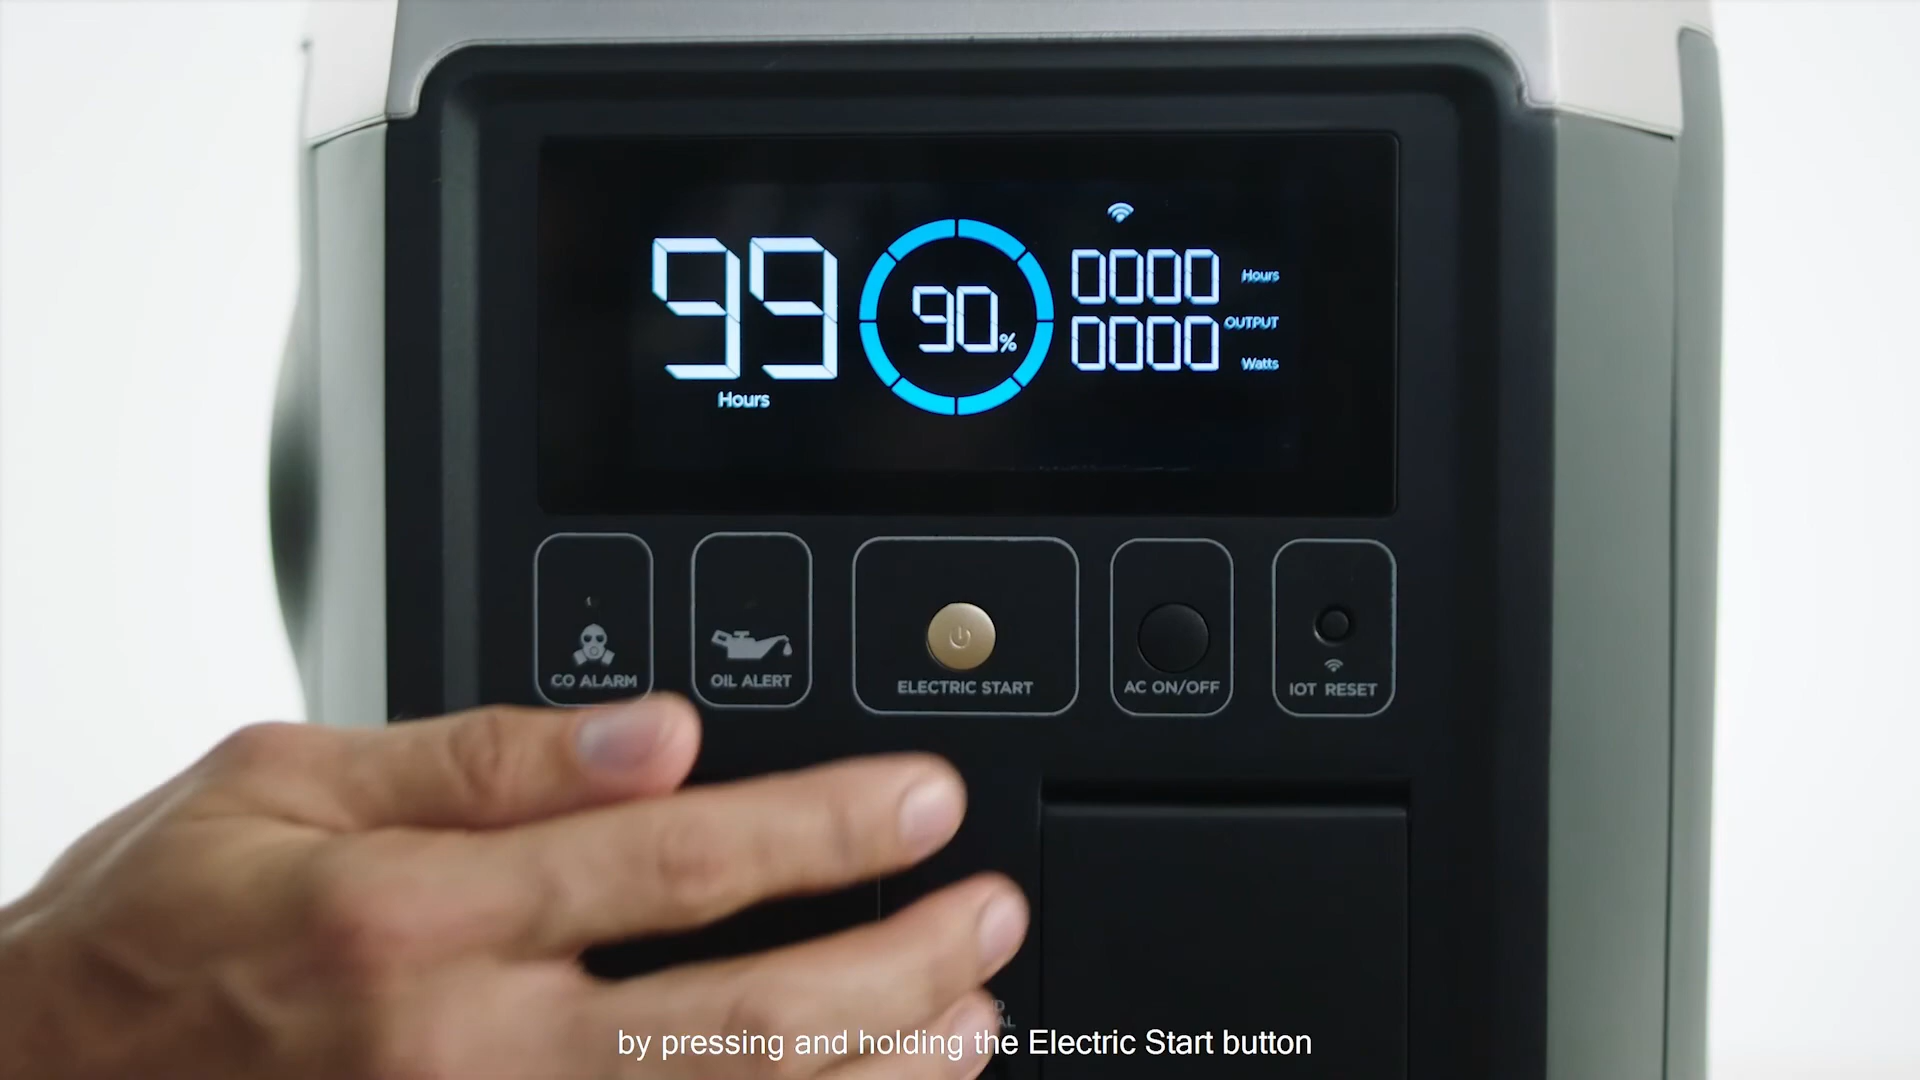 99
Hours
90%
0000 Hours
OUTPUT
0000 Watts
CO ALARM
OIL ALERT
ELECTRIC START
AC ON/OFF
IOT RESET
by pressing and holding the Electric Start button